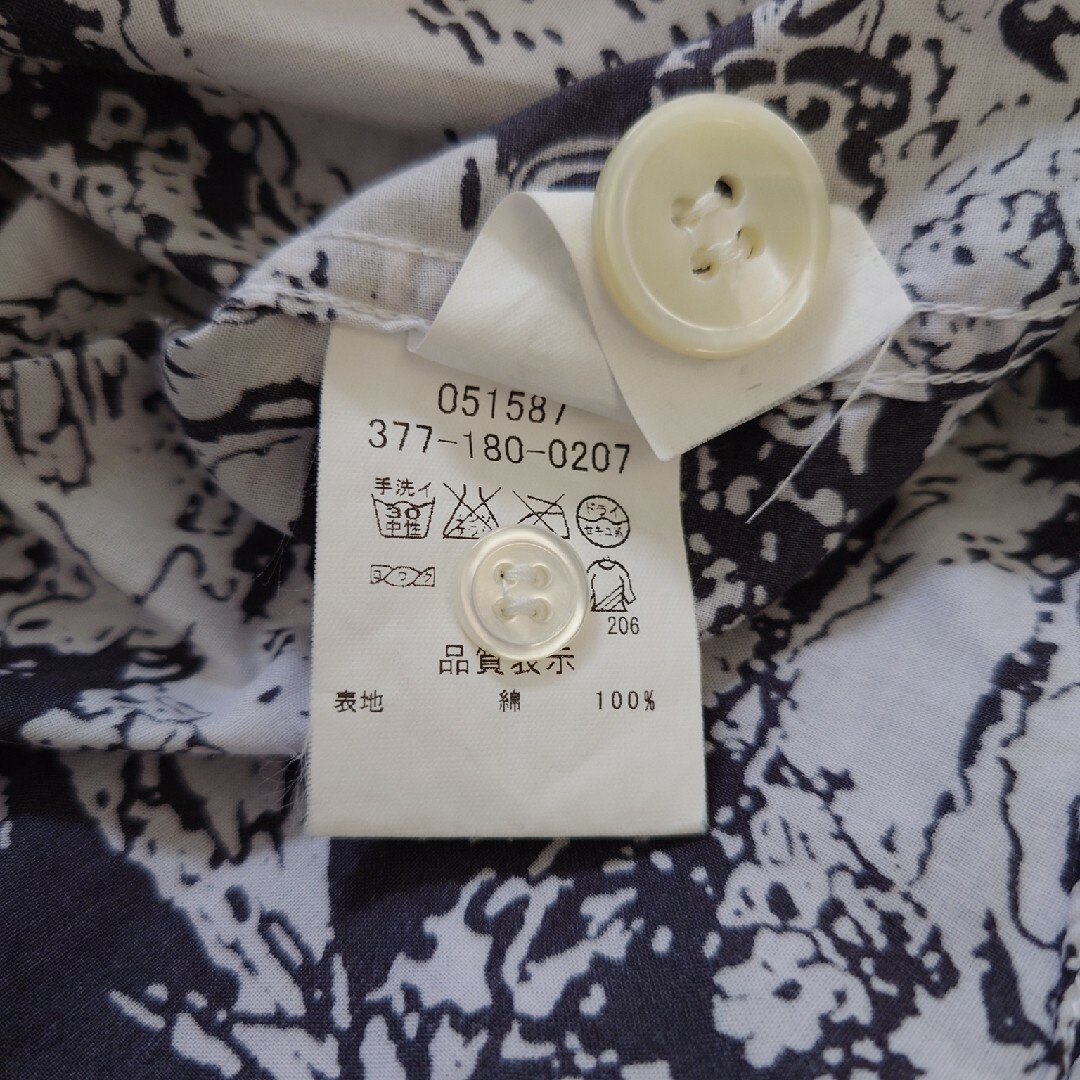 051587
377-180-0207
手洗イ
30
中性
ドライ
セキユ系
206
品質表示
表地 綿 100%